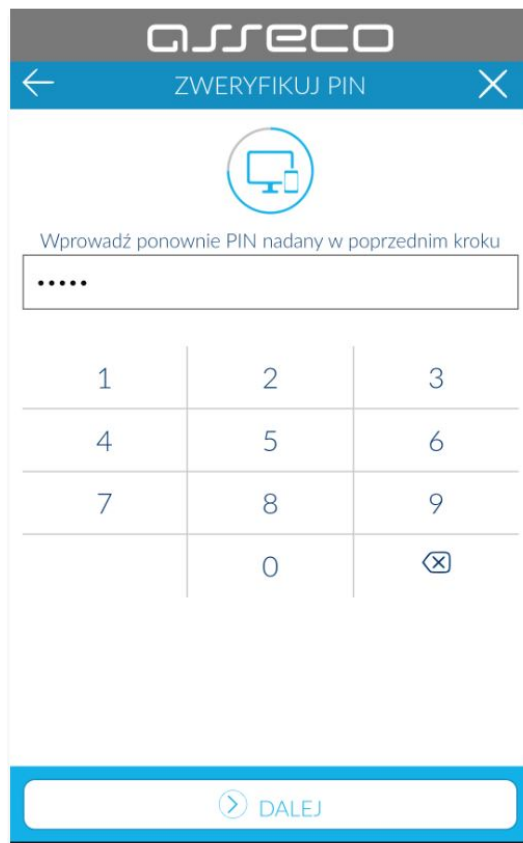 asseco
ZWERYFIKUJ PIN
Wprowadź ponownie PIN nadany w poprzednim kroku
•••••
1 2 3
4 5 6
7 8 9
0
DALEJ